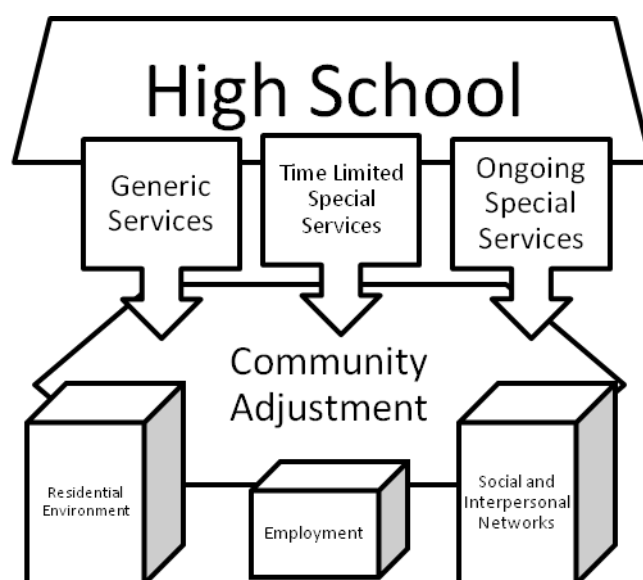 High School
Generic
Services
Time Limited
Special
Services
Ongoing
Special
Services
Community
Adjustment
Residential
Environment
Employment
Social and
Interpersonal
Networks